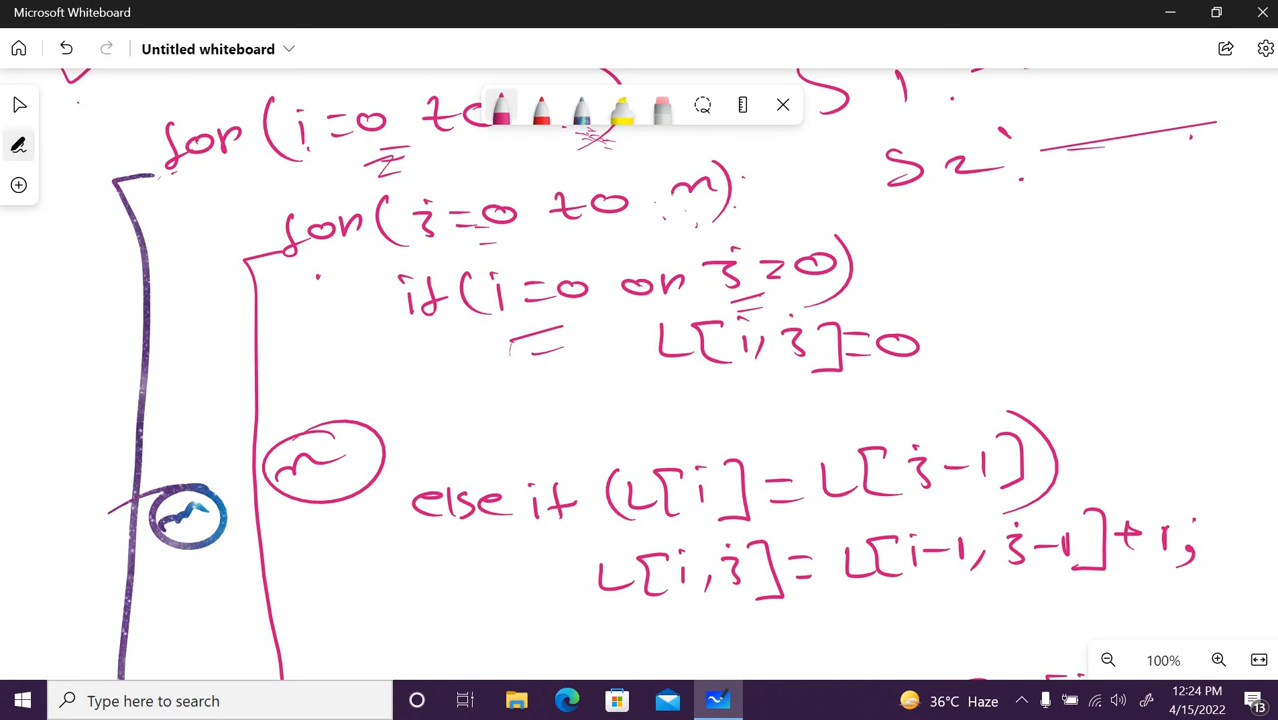 Microsoft Whiteboard
Untitled whiteboard
for (i=0 to
S1:
S2:
for (j=0 to n):
if (i=0 or j=0)
L[i,j]=0
n
else if (L[i] = L[j-1])
L[i,j] = L[i-1, j-1] + 1;
100%
Type here to search
36°C Haze
12:24 PM
4/15/2022
13